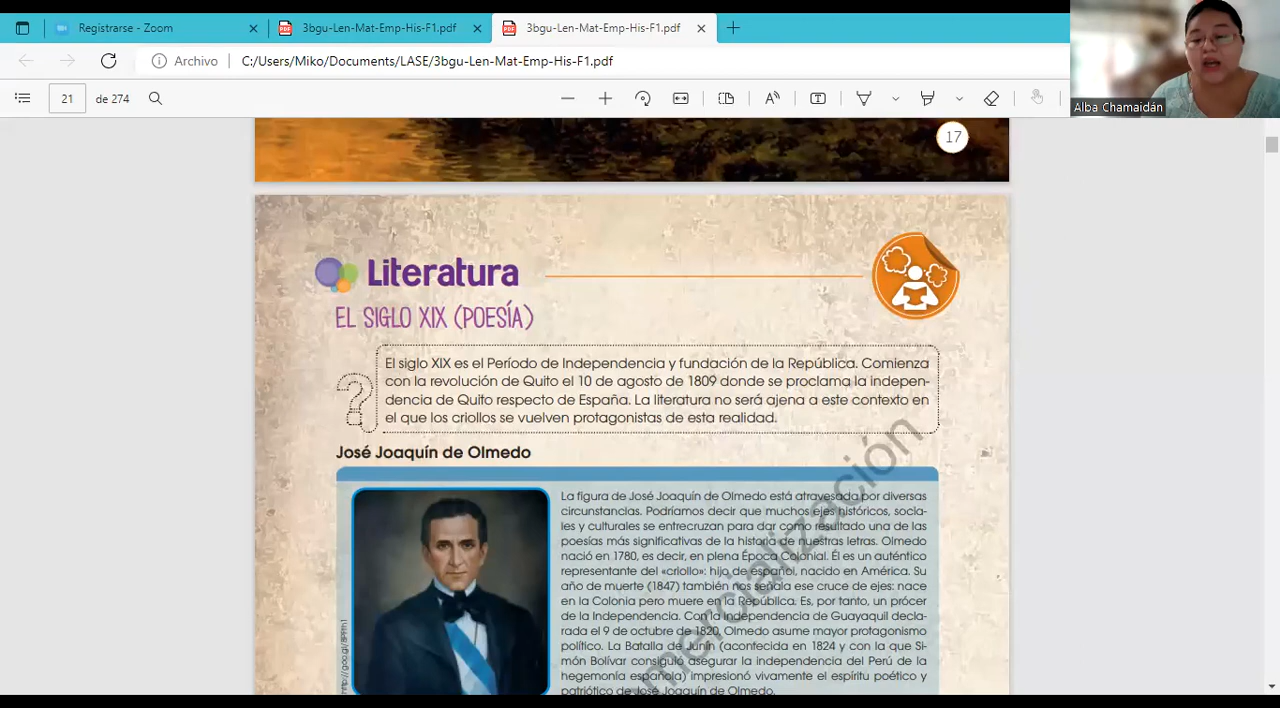 Registrarse - Zoom
3bgu-Len-Mat-Emp-His-F1.pdf
3bgu-Len-Mat-Emp-His-F1.pdf
Archivo
C:/Users/Miko/Documents/LASE/3bgu-Len-Mat-Emp-His-F1.pdf
21
de 274
Alba Chamaidán
17
Literatura
EL SIGLO XIX (POESÍA)
El siglo XIX es el Período de Independencia y fundación de la República. Comienza
con la revolución de Quito el 10 de agosto de 1809 donde se proclama la indepen-
dencia de Quito respecto de España. La literatura no será ajena a este contexto en
el que los criollos se vuelven protagonistas de esta realidad.
José Joaquín de Olmedo
La figura de José Joaquín de Olmedo está atravesada por diversas
circunstancias. Podríamos decir que muchos ejes históricos, socia-
les y culturales se entrecruzan para dar como resultado una de las
poesías más significativas de la historia de nuestras letras. Olmedo
nació en 1780, es decir, en plena Época Colonial. Él es un auténtico
representante del «criollo»: hijo de español, nacido en América. Su
año de muerte (1847) también nos señala ese cruce de ejes: nace
en la Colonia pero muere en la República. Es, por tanto, un prócer
de la Independencia. Con la Independencia de Guayaquil decla-
rada el 9 de octubre de 1820, Olmedo asume mayor protagonismo
político. La Batalla de Junín (acontecida en 1824 y con la que Si-
món Bolívar consiguió asegurar la independencia del Perú de la
hegemonía española) impresionó vivamente el espíritu poético y
patriótico de José Joaquín de Olmedo.
mercialización